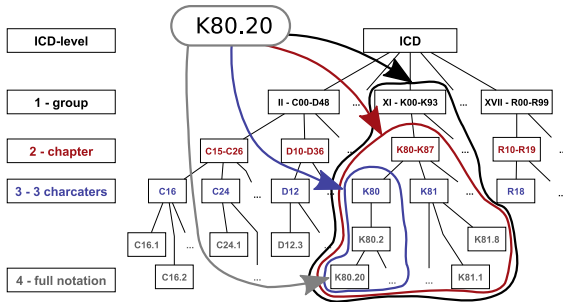 K80.20
ICD-level
ICD
...
...
1 - group
II - C00-D48
...
XI - K00-K93
...
XVII - R00-R99
2 - chapter
C15-C26
D10-D36
...
K80-K87
...
R10-R19
...
3 - 3 charcaters
C16
C24
...
D12
...
K80
K81
...
R18
...
C16.1
...
C24.1
D12.3
...
K80.2
K81.8
4 - full notation
C16.2
...
K80.20
...
...
K81.1